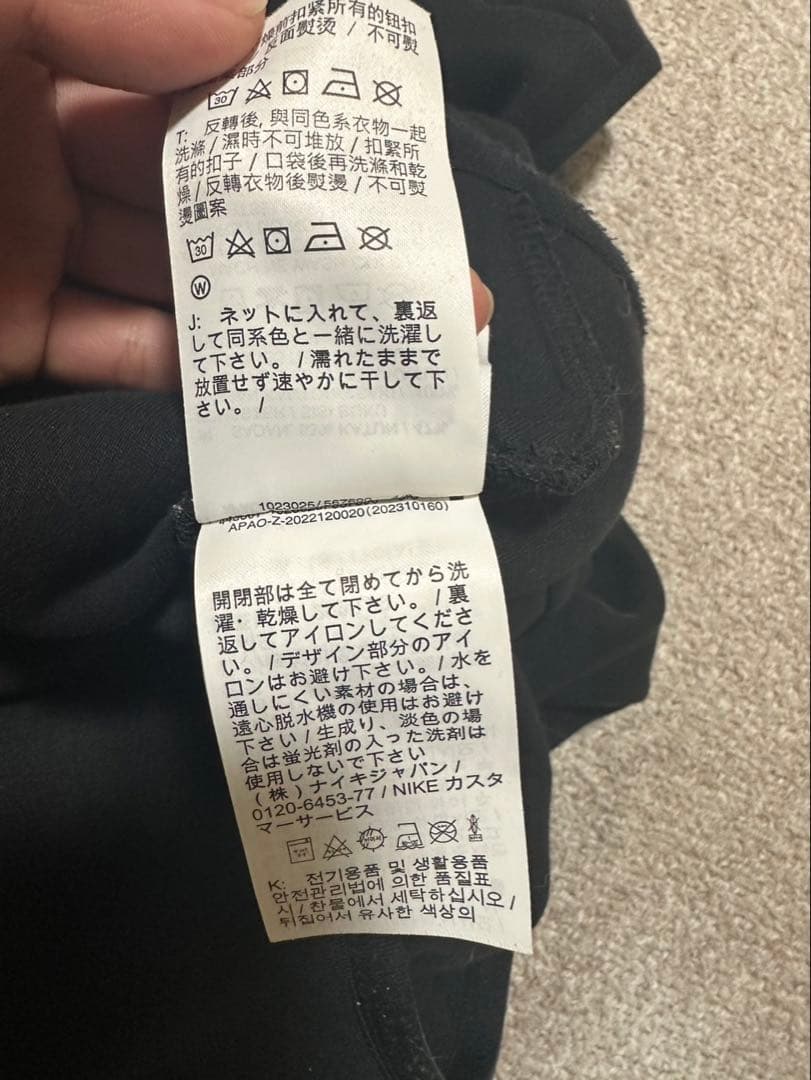 燥前扣紧所有的钮扣
反面熨烫 / 不可熨
部分
30
T: 反轉後, 與同色系衣物一起
洗滌 / 濕時不可堆放 / 扣緊所
有的扣子 / 口袋後再洗滌和乾
燥 / 反轉衣物後熨燙 / 不可熨
燙圖案
30
W
J: ネットに入れて、裏返
して同系色と一緒に洗濯し
て下さい。/ 濡れたままで
放置せず速やかに干して下
さい。/
APAO-Z-2022120020(202310160)
開閉部は全て閉めてから洗
濯・乾燥して下さい。/ 裏
返してアイロンしてくださ
い。/ デザイン部分のアイ
ロンはお避け下さい。/ 水を
通しにくい素材の場合は、
遠心脱水機の使用はお避け
下さい / 生成り、淡色の場
合は蛍光剤の入った洗剤は
使用しないで下さい
(株) ナイキジャパン /
0120-6453-77 / NIKE カスタ
マーサービス
K: 전기용품 및 생활용품
안전관리법에 의한 품질표
시 / 찬물에서 세탁하십시오 /
뒤집어서 유사한 색상의